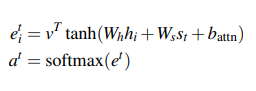 e_i^t = v^T tanh(W_h h_i + W_s s_t + b_attn)
a^t = softmax(e^t)